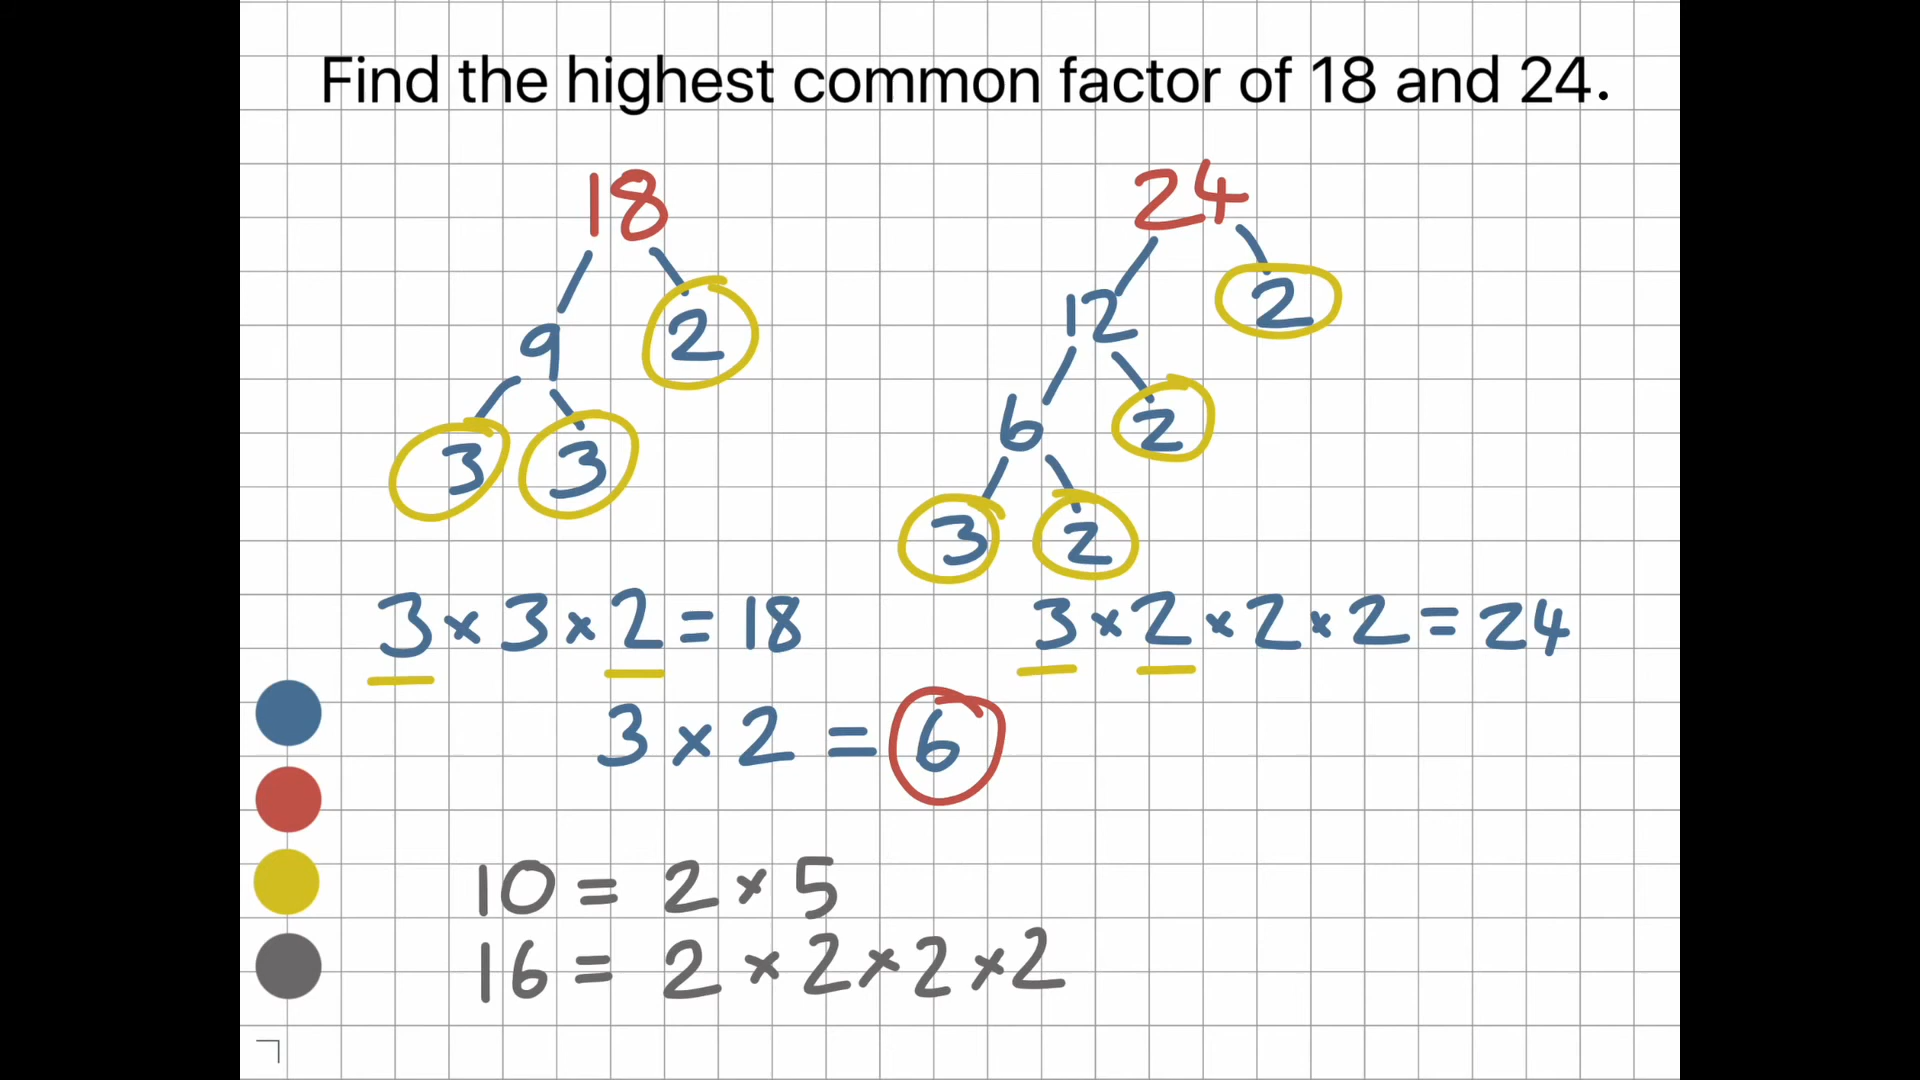 Find the highest common factor of 18 and 24.
18 24
9 2 12 2
3 3 6 2
3 2
3 × 3 × 2 = 18 3 × 2 × 2 × 2 = 24
3 × 2 = 6
10 = 2 × 5
16 = 2 × 2 × 2 × 2